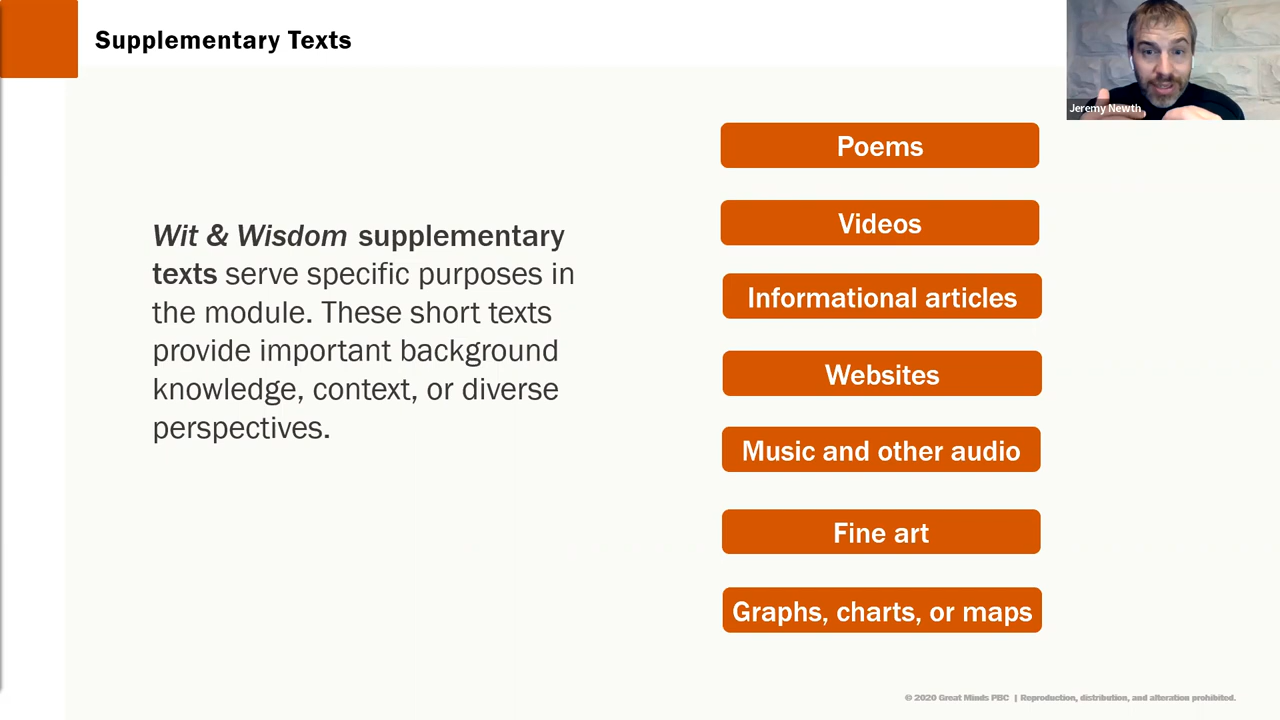 Supplementary Texts
Jeremy Newth
Wit & Wisdom supplementary
texts serve specific purposes in
the module. These short texts
provide important background
knowledge, context, or diverse
perspectives.
Poems
Videos
Informational articles
Websites
Music and other audio
Fine art
Graphs, charts, or maps
© 2020 Great Minds PBC | Reproduction, distribution, and alteration prohibited.